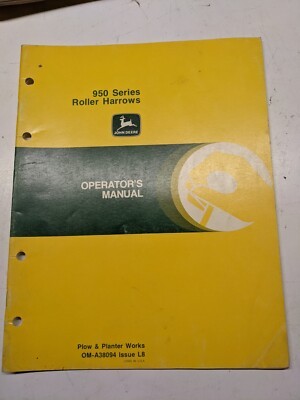 950 Series
Roller Harrows
JOHN DEERE
OPERATOR'S
MANUAL
Plow & Planter Works
OM-A38094 Issue L8